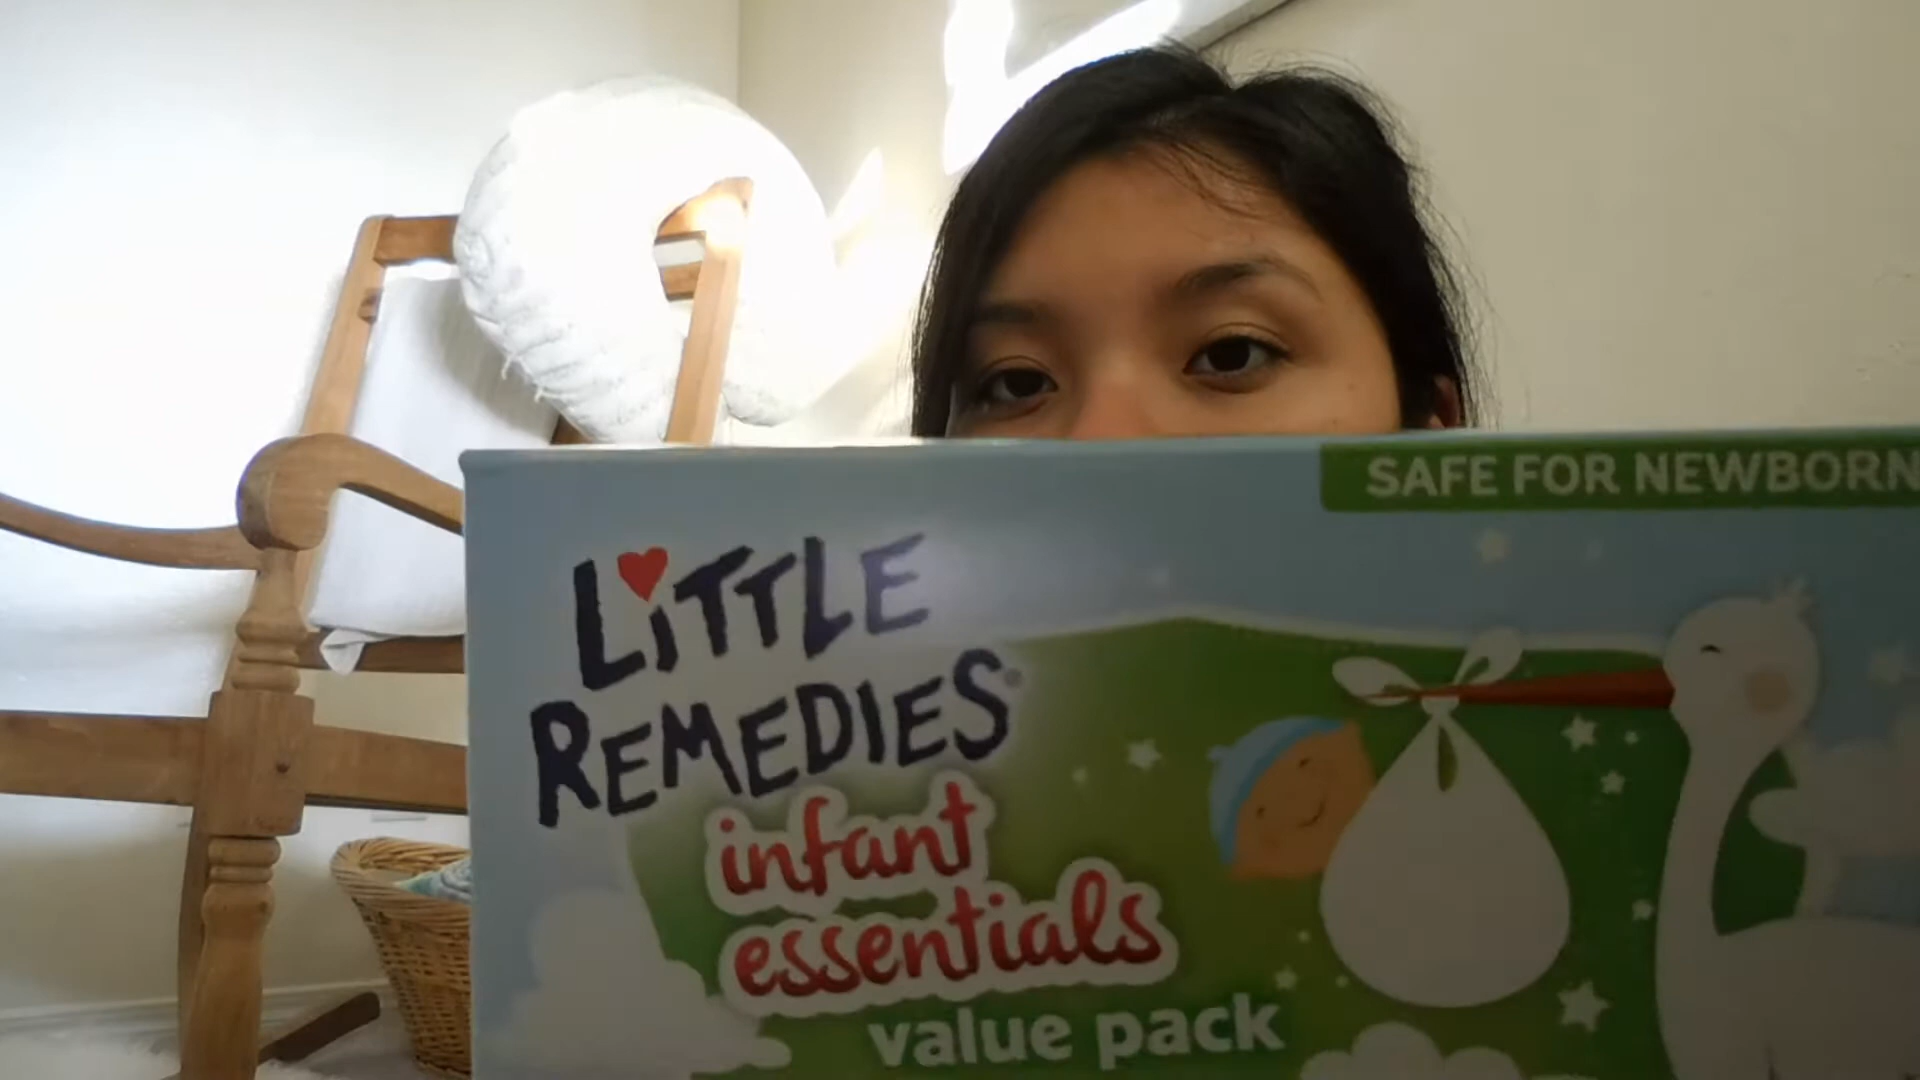 SAFE FOR NEWBORN
LiTTLE
REMEDIES®
infant
essentials
value pack